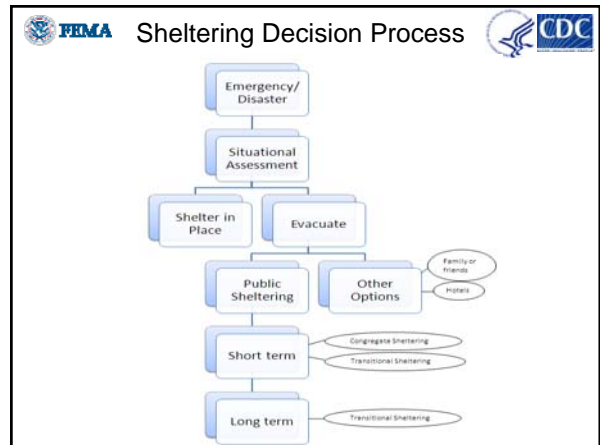 FEMA
Sheltering Decision Process
CDC
Emergency/
Disaster
Situational
Assessment
Shelter in
Place
Evacuate
Public
Sheltering
Other
Options
Family or
friends
Hotels
Short term
Congregate Sheltering
Transitional Sheltering
Long term
Transitional Sheltering